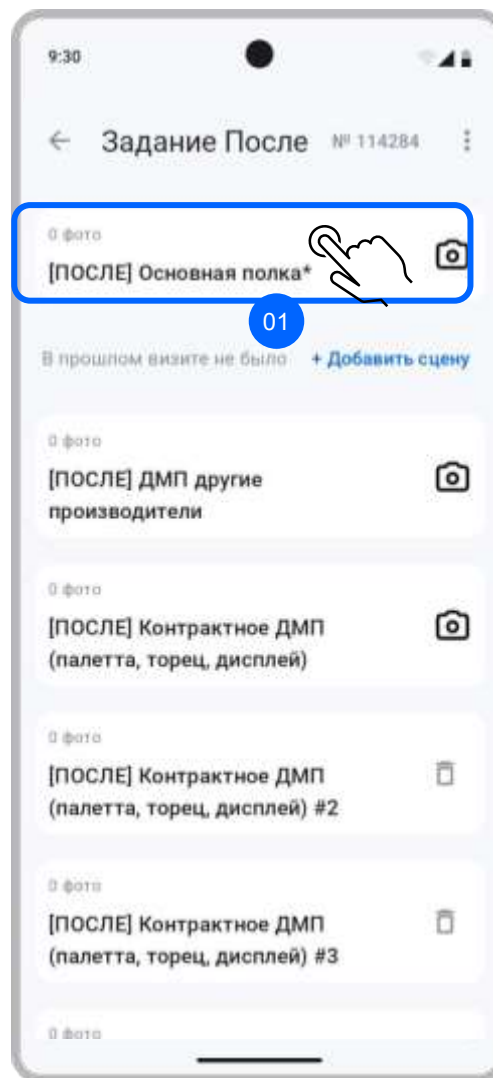 9:30
Задание После № 114284
0 фото
[ПОСЛЕ] Основная полка*
01
В прошлом визите не было + Добавить сцену
0 фото
[ПОСЛЕ] ДМП другие
производители
0 фото
[ПОСЛЕ] Контрактное ДМП
(палетта, торец, дисплей)
0 фото
[ПОСЛЕ] Контрактное ДМП
(палетта, торец, дисплей) #2
0 фото
[ПОСЛЕ] Контрактное ДМП
(палетта, торец, дисплей) #3
0 фото